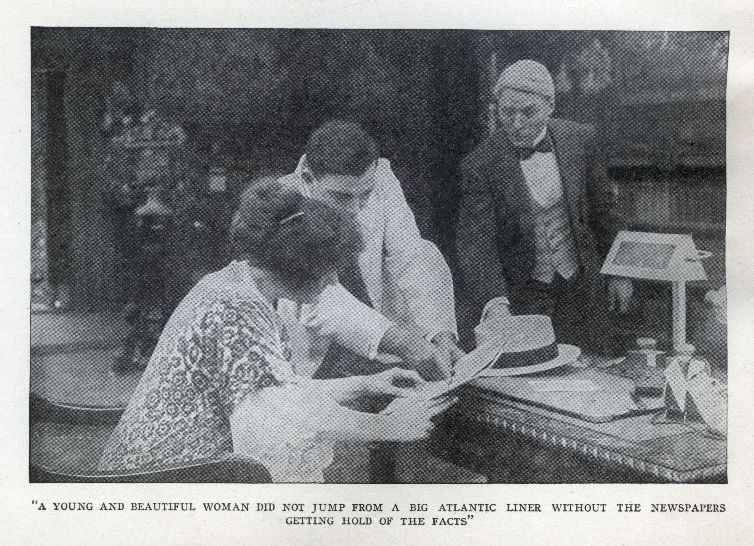 "A YOUNG AND BEAUTIFUL WOMAN DID NOT JUMP FROM A BIG ATLANTIC LINER WITHOUT THE NEWSPAPERS
GETTING HOLD OF THE FACTS"